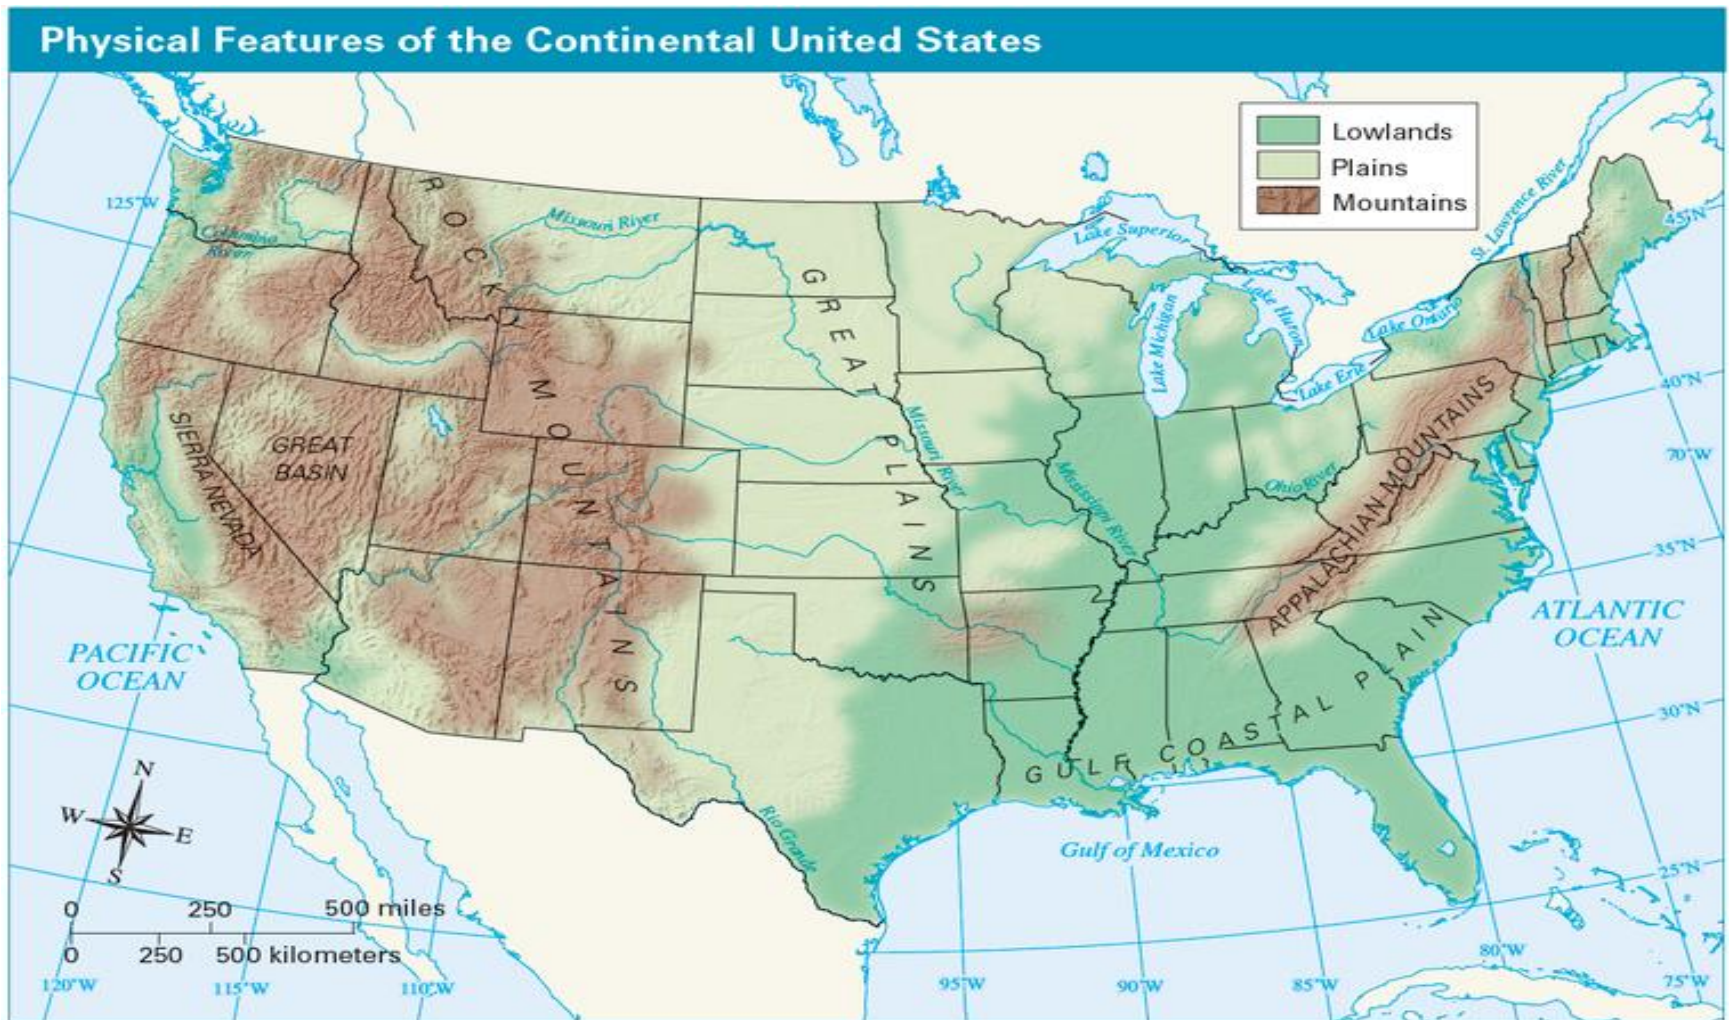 Physical Features of the Continental United States
Lowlands
Plains
Mountains
125°W
Columbia
River
ROCKY MOUNTAINS
Missouri River
GREAT PLAINS
Lake Superior
Lake Michigan
Lake Huron
Lake Ontario
Lake Erie
St. Lawrence River
45°N
40°N
70°W
35°N
30°N
25°N
SIERRA NEVADA
GREAT
BASIN
Missouri River
Mississippi River
Ohio River
APPALACHIAN MOUNTAINS
PACIFIC
OCEAN
ATLANTIC
OCEAN
GULF COASTAL PLAIN
Rio Grande
Gulf of Mexico
N
W
E
S
0 250 500 miles
0 250 500 kilometers
120°W
115°W
110°W
95°W
90°W
85°W
80°W
75°W